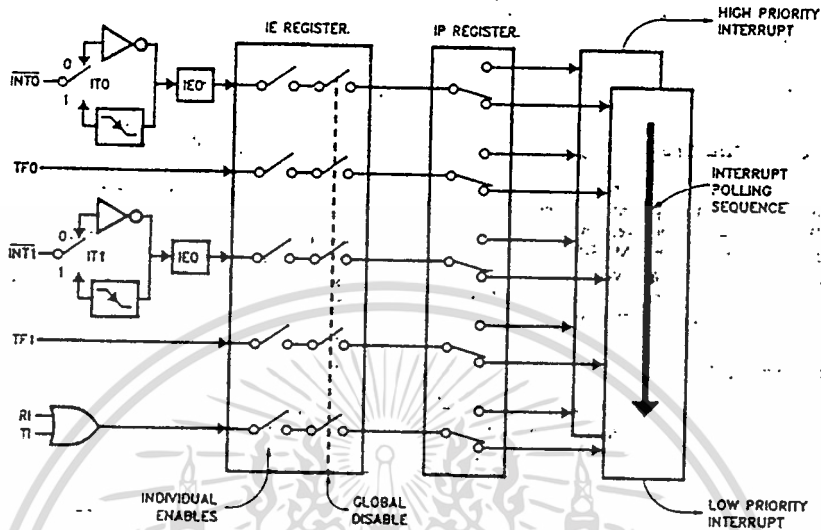 HIGH PRIORITY
INTERRUPT
IE REGISTER.
IP REGISTER.
0
INT0
IT0
1
IE0
TF0
INTERRUPT
POLLING
SEQUENCE
0
INT1
IT1
1
IE0
TF1
RI
TI
INDIVIDUAL
ENABLES
GLOBAL
DISABLE
LOW PRIORITY
INTERRUPT